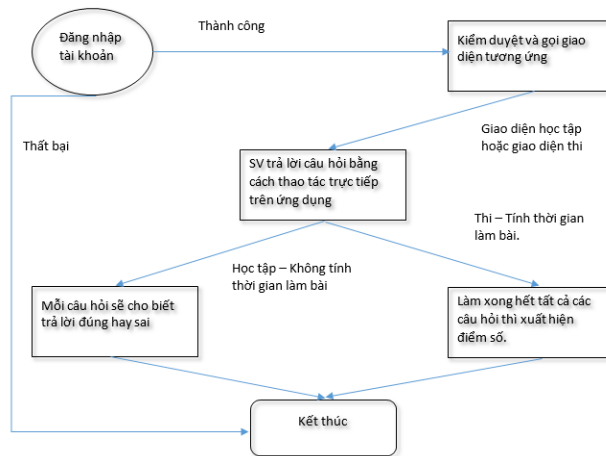 Thành công
Đăng nhập
tài khoản
Kiểm duyệt và gọi giao
diện tương ứng
Thất bại
Giao diện học tập
hoặc giao diện thi
SV trả lời câu hỏi bằng
cách thao tác trực tiếp
trên ứng dụng
Thi – Tính thời gian
làm bài.
Học tập – Không tính
thời gian làm bài
Mỗi câu hỏi sẽ cho biết
trả lời đúng hay sai
Làm xong hết tất cả các
câu hỏi thì xuất hiện
điểm số.
Kết thúc